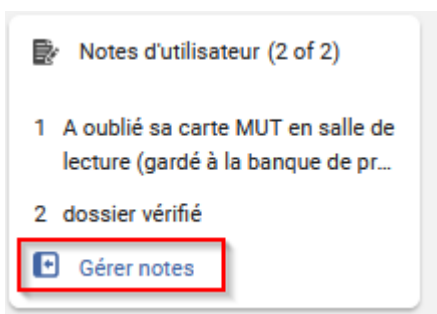 Notes d'utilisateur (2 of 2)
1 A oublié sa carte MUT en salle de
lecture (gardé à la banque de pr...
2 dossier vérifié
Gérer notes